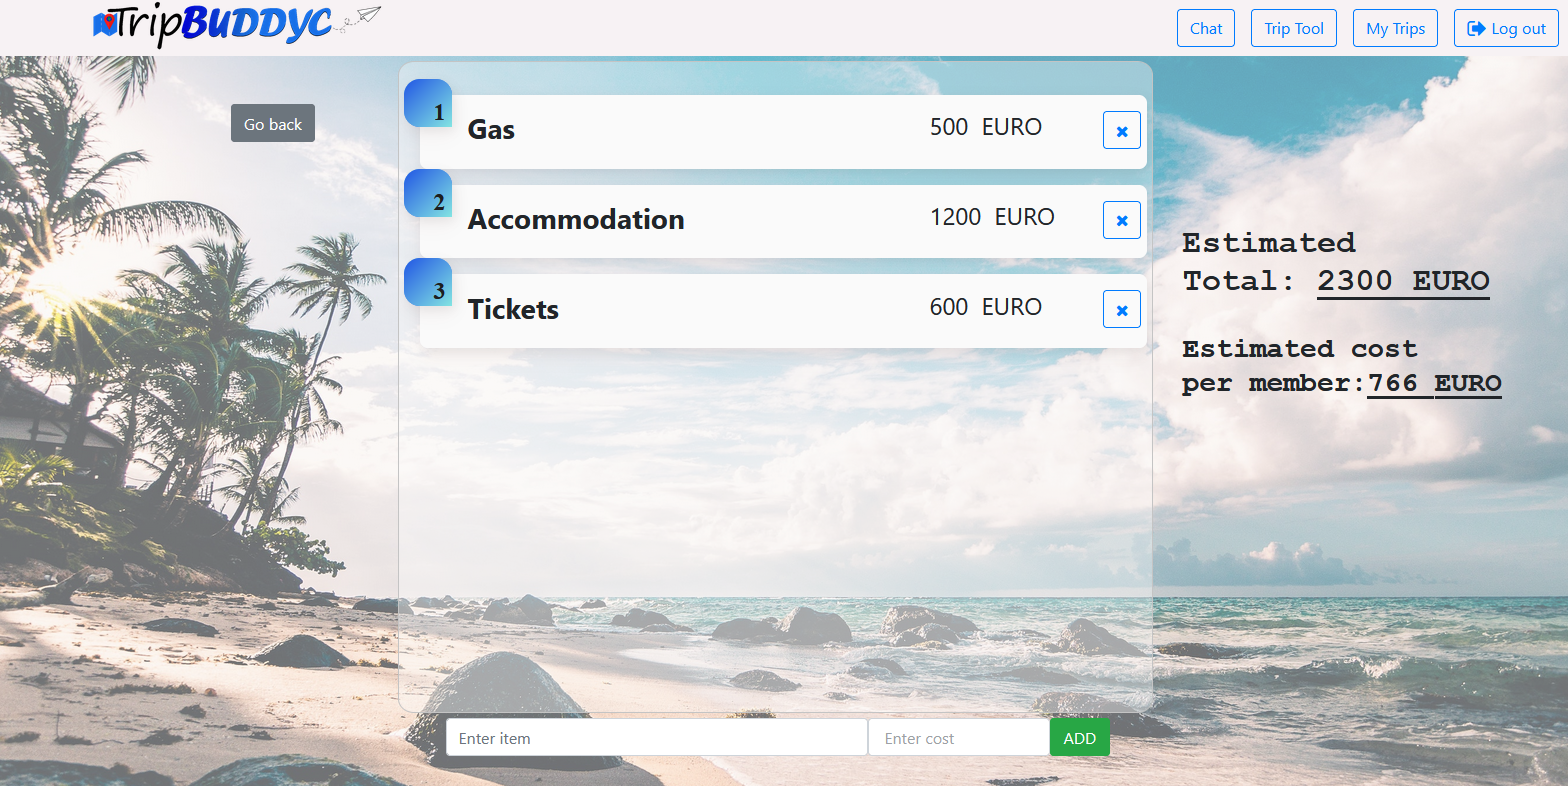 TripBuDDyc
Chat
Trip Tool
My Trips
Log out
Go back
1
Gas
500 EURO
2
Accommodation
1200 EURO
3
Tickets
600 EURO
Estimated
Total: 2300 EURO
Estimated cost
per member:766 EURO
Enter item
Enter cost
ADD